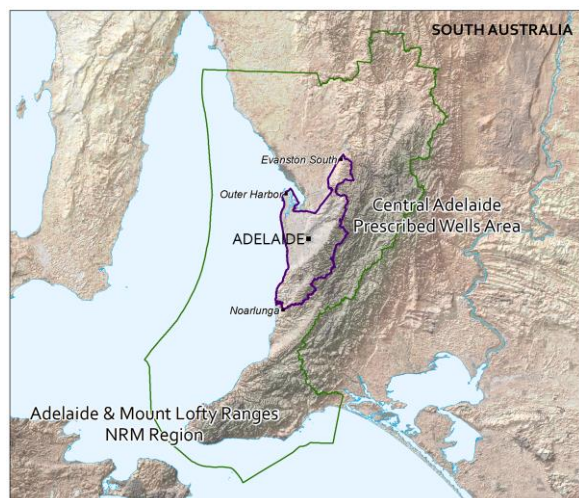 SOUTH AUSTRALIA
Evanston South
Outer Harbor
Central Adelaide
Prescribed Wells Area
ADELAIDE
Noarlunga
Adelaide & Mount Lofty Ranges
NRM Region